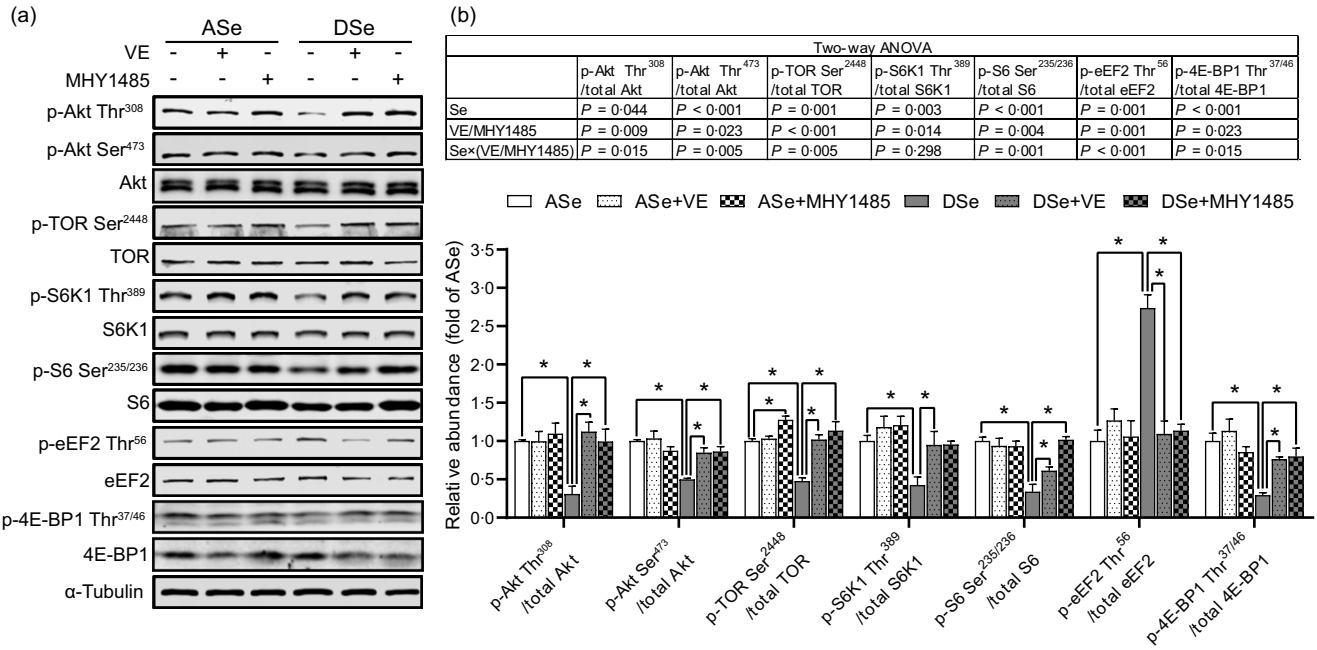 (a)
ASe DSe
VE - + - - + -
MHY1485 - - + - - +
p-Akt Thr308
p-Akt Ser473
Akt
p-TOR Ser2448
TOR
p-S6K1 Thr389
S6K1
p-S6 Ser235/236
S6
p-eEF2 Thr56
eEF2
p-4E-BP1 Thr37/46
4E-BP1
α-Tubulin
(b)
Two-way ANOVA
p-Akt Thr308 /total Akt
p-Akt Thr473 /total Akt
p-TOR Ser2448 /total TOR
p-S6K1 Thr389 /total S6K1
p-S6 Ser235/236 /total S6
p-eEF2 Thr56 /total eEF2
p-4E-BP1 Thr37/46 /total 4E-BP1
Se P = 0·044 P < 0·001 P = 0·001 P = 0·003 P < 0·001 P = 0·001 P < 0·001
VE/MHY1485 P = 0·009 P = 0·023 P < 0·001 P = 0·014 P = 0·004 P = 0·001 P = 0·023
Se×(VE/MHY1485) P = 0·015 P = 0·005 P = 0·005 P = 0·298 P = 0·001 P < 0·001 P = 0·015
ASe ASe+VE ASe+MHY1485 DSe DSe+VE DSe+MHY1485
Relative abundance (fold of ASe)
3·5
3·0
2·5
2·0
1·5
1·0
0·5
0·0
* * *
* * *
* * * *
* *
* * *
* * *
* * *
p-Akt Thr308
/total Akt
p-Akt Ser473
/total Akt
p-TOR Ser2448
/total TOR
p-S6K1 Thr389
/total S6K1
p-S6 Ser235/236
/total S6
p-eEF2 Thr56
/total eEF2
p-4E-BP1 Thr37/46
/total 4E-BP1